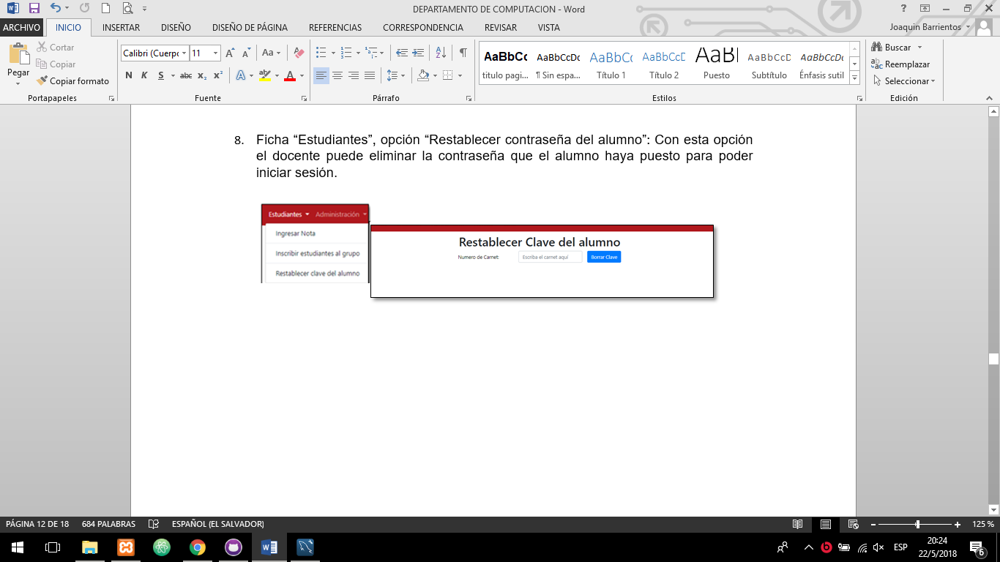 DEPARTAMENTO DE COMPUTACION - Word
ARCHIVO INICIO INSERTAR DISEÑO DISEÑO DE PÁGINA REFERENCIAS CORRESPONDENCIA REVISAR VISTA Joaquin Barrientos
Pegar
Cortar
Copiar
Copiar formato
Portapapeles
Calibri (Cuerpo 11
N K S abc x₂ x² A ab A
Fuente
Párrafo
AaBbCc AaBbCcDc AaBbCc AaBbCcD AaBl AaBbCcD AaBbCcDc
titulo pagi... ¶ Sin espa... Título 1 Título 2 Puesto Subtítulo Énfasis sutil
Estilos
Buscar
Reemplazar
Seleccionar
Edición
8. Ficha “Estudiantes”, opción “Restablecer contraseña del alumno”: Con esta opción
el docente puede eliminar la contraseña que el alumno haya puesto para poder
iniciar sesión.
Estudiantes Administración
Ingresar Nota
Inscribir estudiantes al grupo
Restablecer clave del alumno
Restablecer Clave del alumno
Numero de Carnet: Escriba el carnet aquí Borrar Clave
PÁGINA 12 DE 18 684 PALABRAS ESPAÑOL (EL SALVADOR) 125 %
ESP
20:24
22/5/2018
6